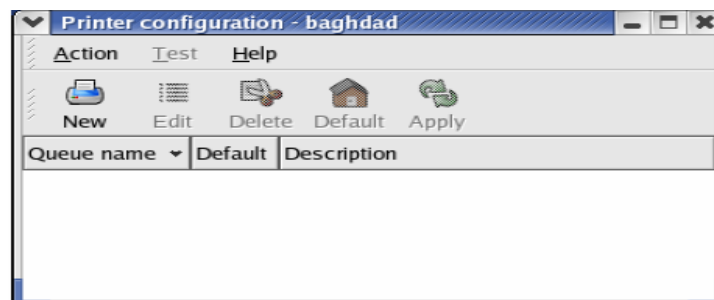 Printer configuration - baghdad
Action Test Help
New Edit Delete Default Apply
Queue name Default Description